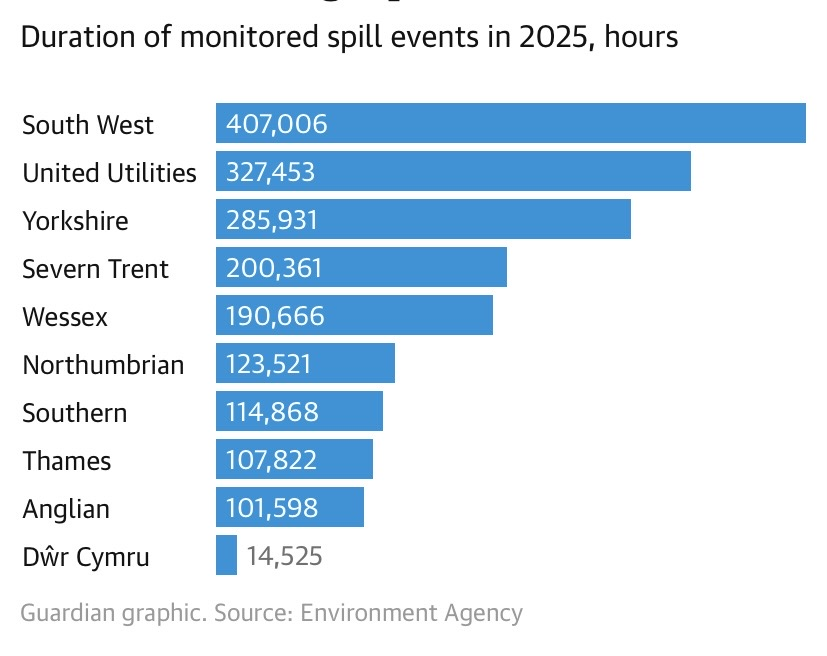 Duration of monitored spill events in 2025, hours
South West 407,006
United Utilities 327,453
Yorkshire 285,931
Severn Trent 200,361
Wessex 190,666
Northumbrian 123,521
Southern 114,868
Thames 107,822
Anglian 101,598
Dŵr Cymru 14,525
Guardian graphic. Source: Environment Agency